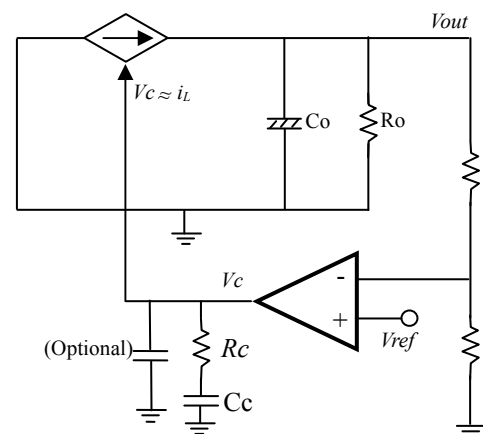 Vout
Vc ≈ iL
Co
Ro
-
Vc
+
(Optional)
Rc
Vref
Cc